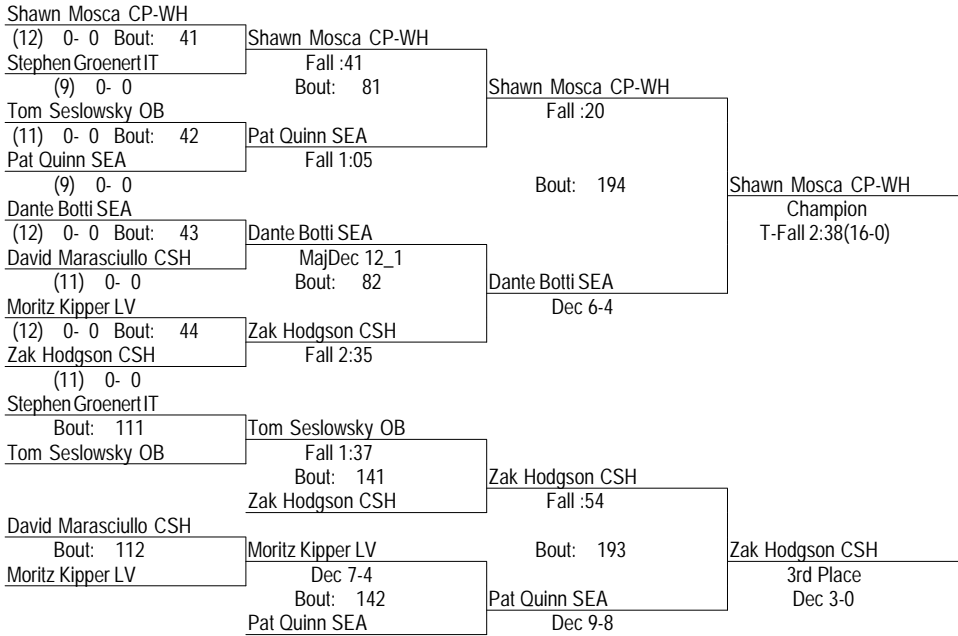 Shawn Mosca CP-WH
(12) 0- 0 Bout: 41
Stephen Groenert IT
(9) 0- 0
Tom Seslowsky OB
(11) 0- 0 Bout: 42
Pat Quinn SEA
(9) 0- 0
Dante Botti SEA
(12) 0- 0 Bout: 43
David Marasciullo CSH
(11) 0- 0
Moritz Kipper LV
(12) 0- 0 Bout: 44
Zak Hodgson CSH
(11) 0- 0
Shawn Mosca CP-WH
Fall :41
Bout: 81
Pat Quinn SEA
Fall 1:05
Dante Botti SEA
MajDec 12_1
Bout: 82
Zak Hodgson CSH
Fall 2:35
Shawn Mosca CP-WH
Fall :20
Bout: 194
Dante Botti SEA
Dec 6-4
Shawn Mosca CP-WH
Champion
T-Fall 2:38(16-0)
Stephen Groenert IT
Bout: 111
Tom Seslowsky OB
David Marasciullo CSH
Bout: 112
Moritz Kipper LV
Tom Seslowsky OB
Fall 1:37
Bout: 141
Zak Hodgson CSH
Moritz Kipper LV
Dec 7-4
Bout: 142
Pat Quinn SEA
Zak Hodgson CSH
Fall :54
Bout: 193
Pat Quinn SEA
Dec 9-8
Zak Hodgson CSH
3rd Place
Dec 3-0